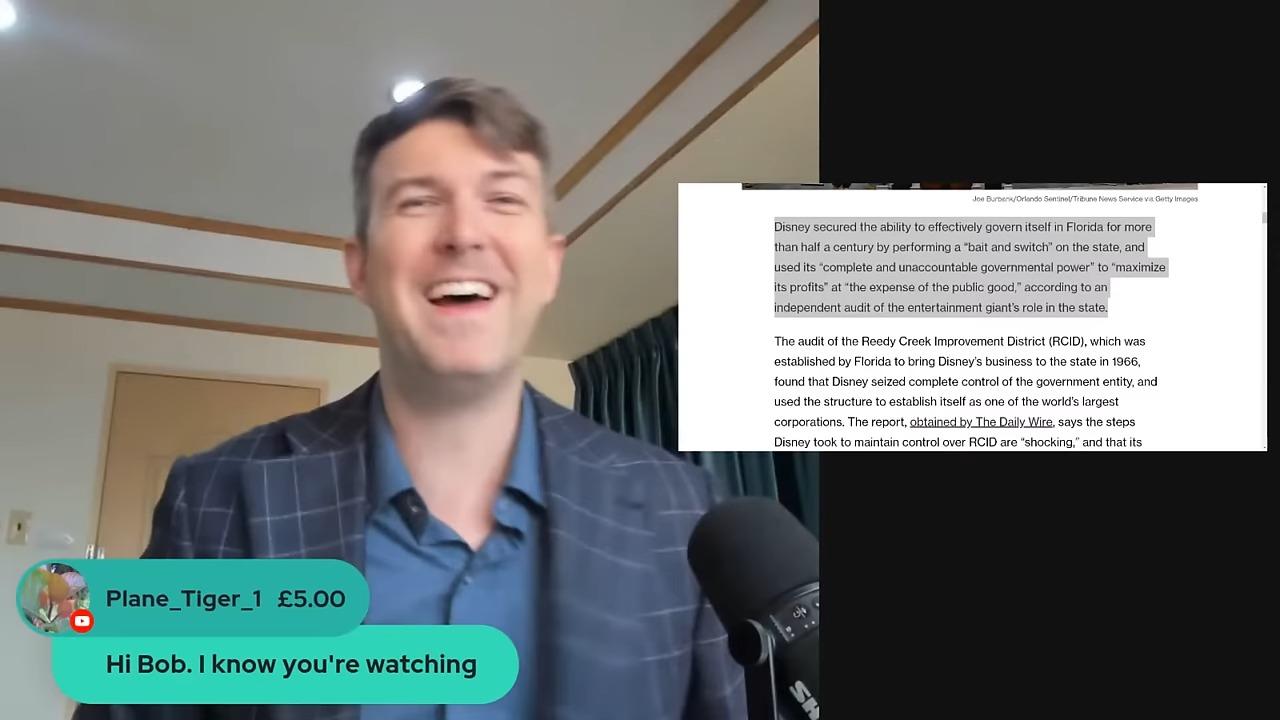 Joe Burbank/Orlando Sentinel/Tribune News Service via Getty Images
Disney secured the ability to effectively govern itself in Florida for more
than half a century by performing a “bait and switch” on the state, and
used its “complete and unaccountable governmental power” to “maximize
its profits” at “the expense of the public good,” according to an
independent audit of the entertainment giant’s role in the state.
The audit of the Reedy Creek Improvement District (RCID), which was
established by Florida to bring Disney’s business to the state in 1966,
found that Disney seized complete control of the government entity, and
used the structure to establish itself as one of the world’s largest
corporations. The report, obtained by The Daily Wire, says the steps
Disney took to maintain control over RCID are “shocking,” and that its
Plane_Tiger_1 £5.00
Hi Bob. I know you're watching